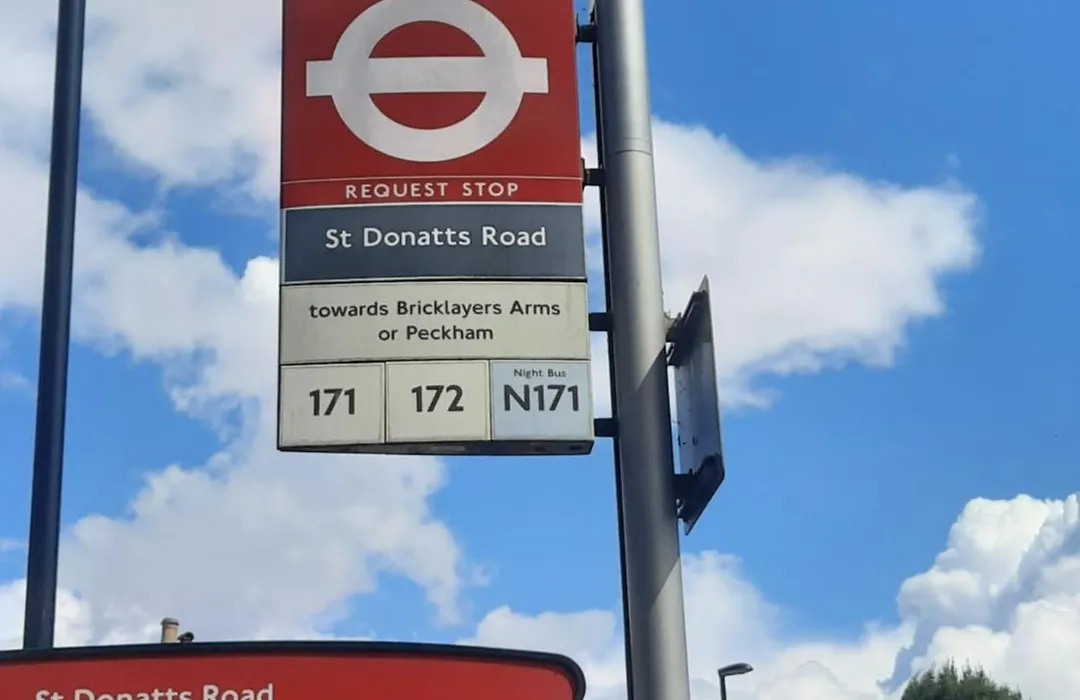 REQUEST STOP
St Donatts Road
towards Bricklayers Arms
or Peckham
171
172
Night Bus
N171
St Donatts Road